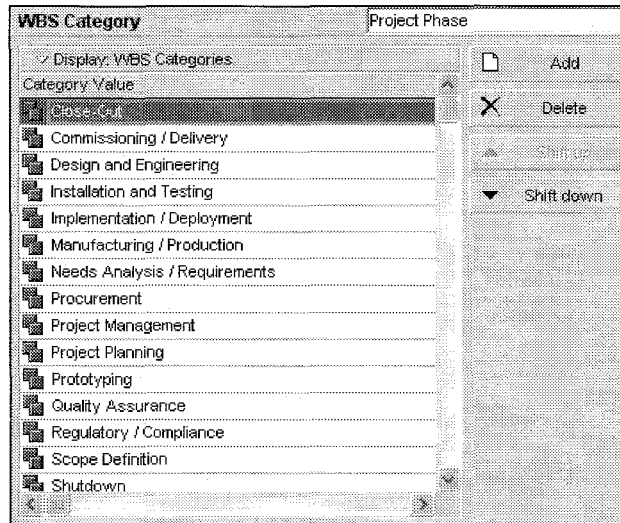 WBS Category
Project Phase
Display: WBS Categories
Category Value
Close-Out
Commissioning / Delivery
Design and Engineering
Installation and Testing
Implementation / Deployment
Manufacturing / Production
Needs Analysis / Requirements
Procurement
Project Management
Project Planning
Prototyping
Quality Assurance
Regulatory / Compliance
Scope Definition
Shutdown
Add
Delete
Shift up
Shift down